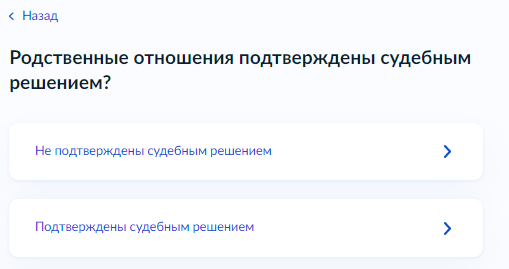 Назад
Родственные отношения подтверждены судебным
решением?
Не подтверждены судебным решением
Подтверждены судебным решением